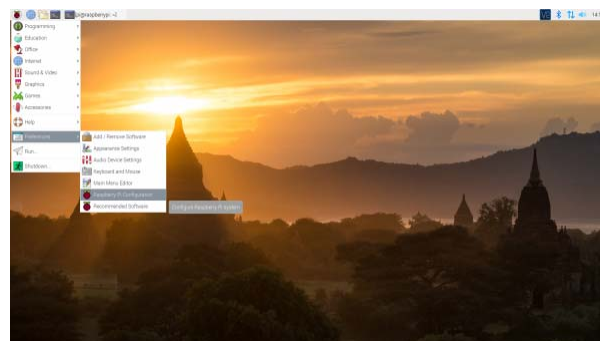 pi@raspberrypi: ~
Programming
Education
Office
Internet
Sound & Video
Graphics
Games
Accessories
Help
Preferences
Run...
Shutdown...
Add / Remove Software
Appearance Settings
Audio Device Settings
Keyboard and Mouse
Main Menu Editor
Raspberry Pi Configuration
Recommended Software
Configure Raspberry Pi system